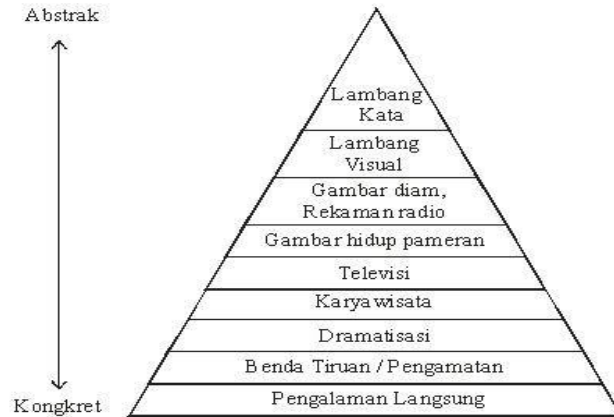 Abstrak
Lambang
Kata
Lambang
Visual
Gambar diam,
Rekaman radio
Gambar hidup pameran
Televisi
Karyawisata
Dramatisasi
Benda Tiruan / Pengamatan
Pengalaman Langsung
Kongkret